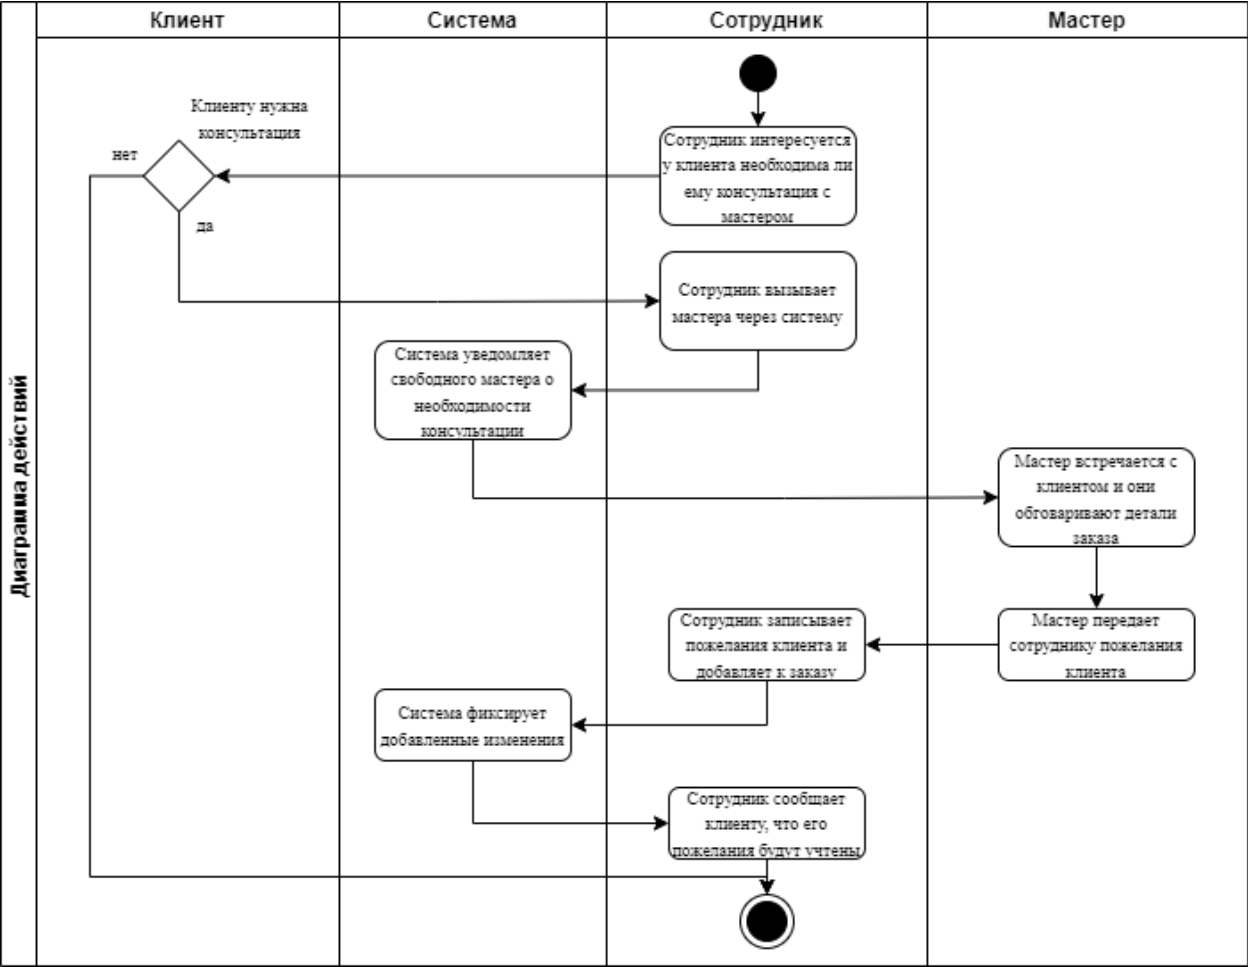 Клиент
Система
Сотрудник
Мастер
Диаграмма действий
Клиенту нужна
консультация
нет
да
Сотрудник интересуется
у клиента необходима ли
ему консультация с
мастером
Сотрудник вызывает
мастера через систему
Система уведомляет
свободного мастера о
необходимости
консультации
Мастер встречается с
клиентом и они
обговаривают детали
заказа
Мастер передает
сотруднику пожелания
клиента
Сотрудник записывает
пожелания клиента и
добавляет к заказу
Система фиксирует
добавленные изменения
Сотрудник сообщает
клиенту, что его
пожелания будут учтены